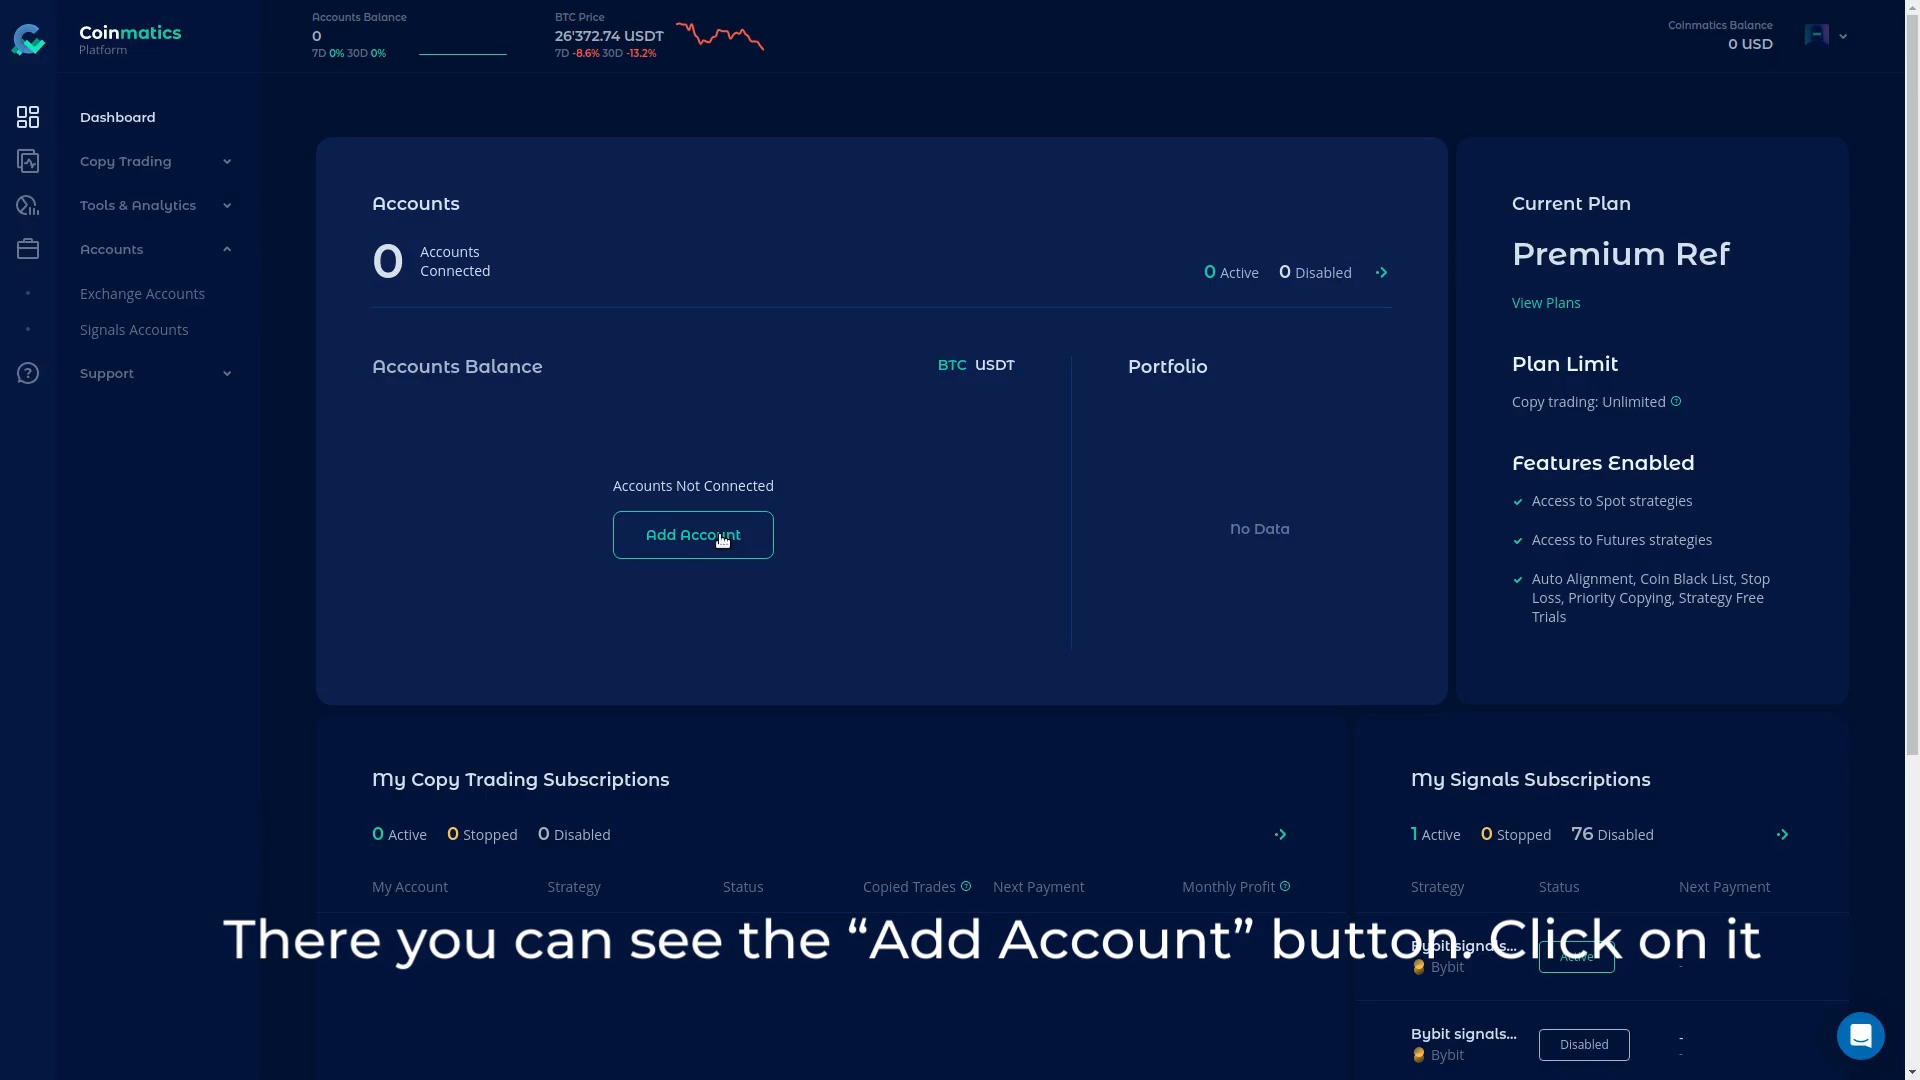 Coinmatics
Platform
Accounts Balance
0
7D 0% 30D 0%
BTC Price
26'372.74 USDT
7D -8.6% 30D -13.2%
Coinmatics Balance
0 USD
Dashboard
Copy Trading
Tools & Analytics
Accounts
Exchange Accounts
Signals Accounts
Support
Accounts
0 Accounts Connected
0 Active 0 Disabled
Accounts Balance
BTC USDT
Accounts Not Connected
Add Account
Portfolio
No Data
Current Plan
Premium Ref
View Plans
Plan Limit
Copy trading: Unlimited
Features Enabled
Access to Spot strategies
Access to Futures strategies
Auto Alignment, Coin Black List, Stop
Loss, Priority Copying, Strategy Free
Trials
My Copy Trading Subscriptions
0 Active 0 Stopped 0 Disabled
My Account Strategy Status Copied Trades Next Payment Monthly Profit
My Signals Subscriptions
1 Active 0 Stopped 76 Disabled
Strategy Status Next Payment
There you can see the “Add Account” button. Click on it
Bybit signals...
Bybit
Active
-
Bybit signals...
Bybit
Disabled
-
-